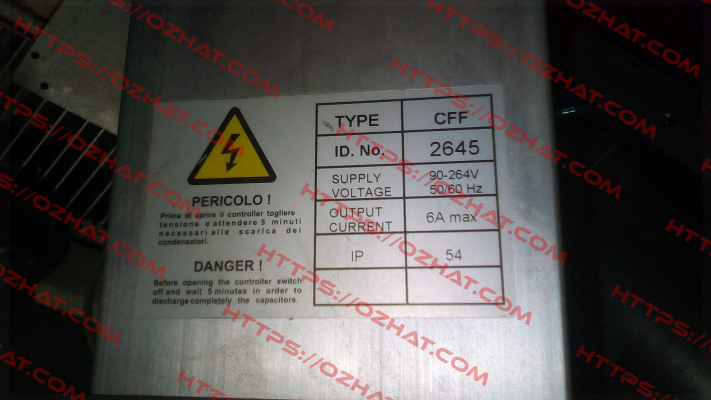 PERICOLO !
Prima di aprire il controller togliere
tensione e attendere 5 minuti
necessari alla scarica dei
condensatori.
DANGER !
Before opening the controller switch
off and wait 5 minutes in order to
discharge completely the capacitors.
TYPE CFF
ID. No. 2645
SUPPLY VOLTAGE 90-264V 50/60 Hz
OUTPUT CURRENT 6A max
IP 54
HTTPS://OZHAT.COM